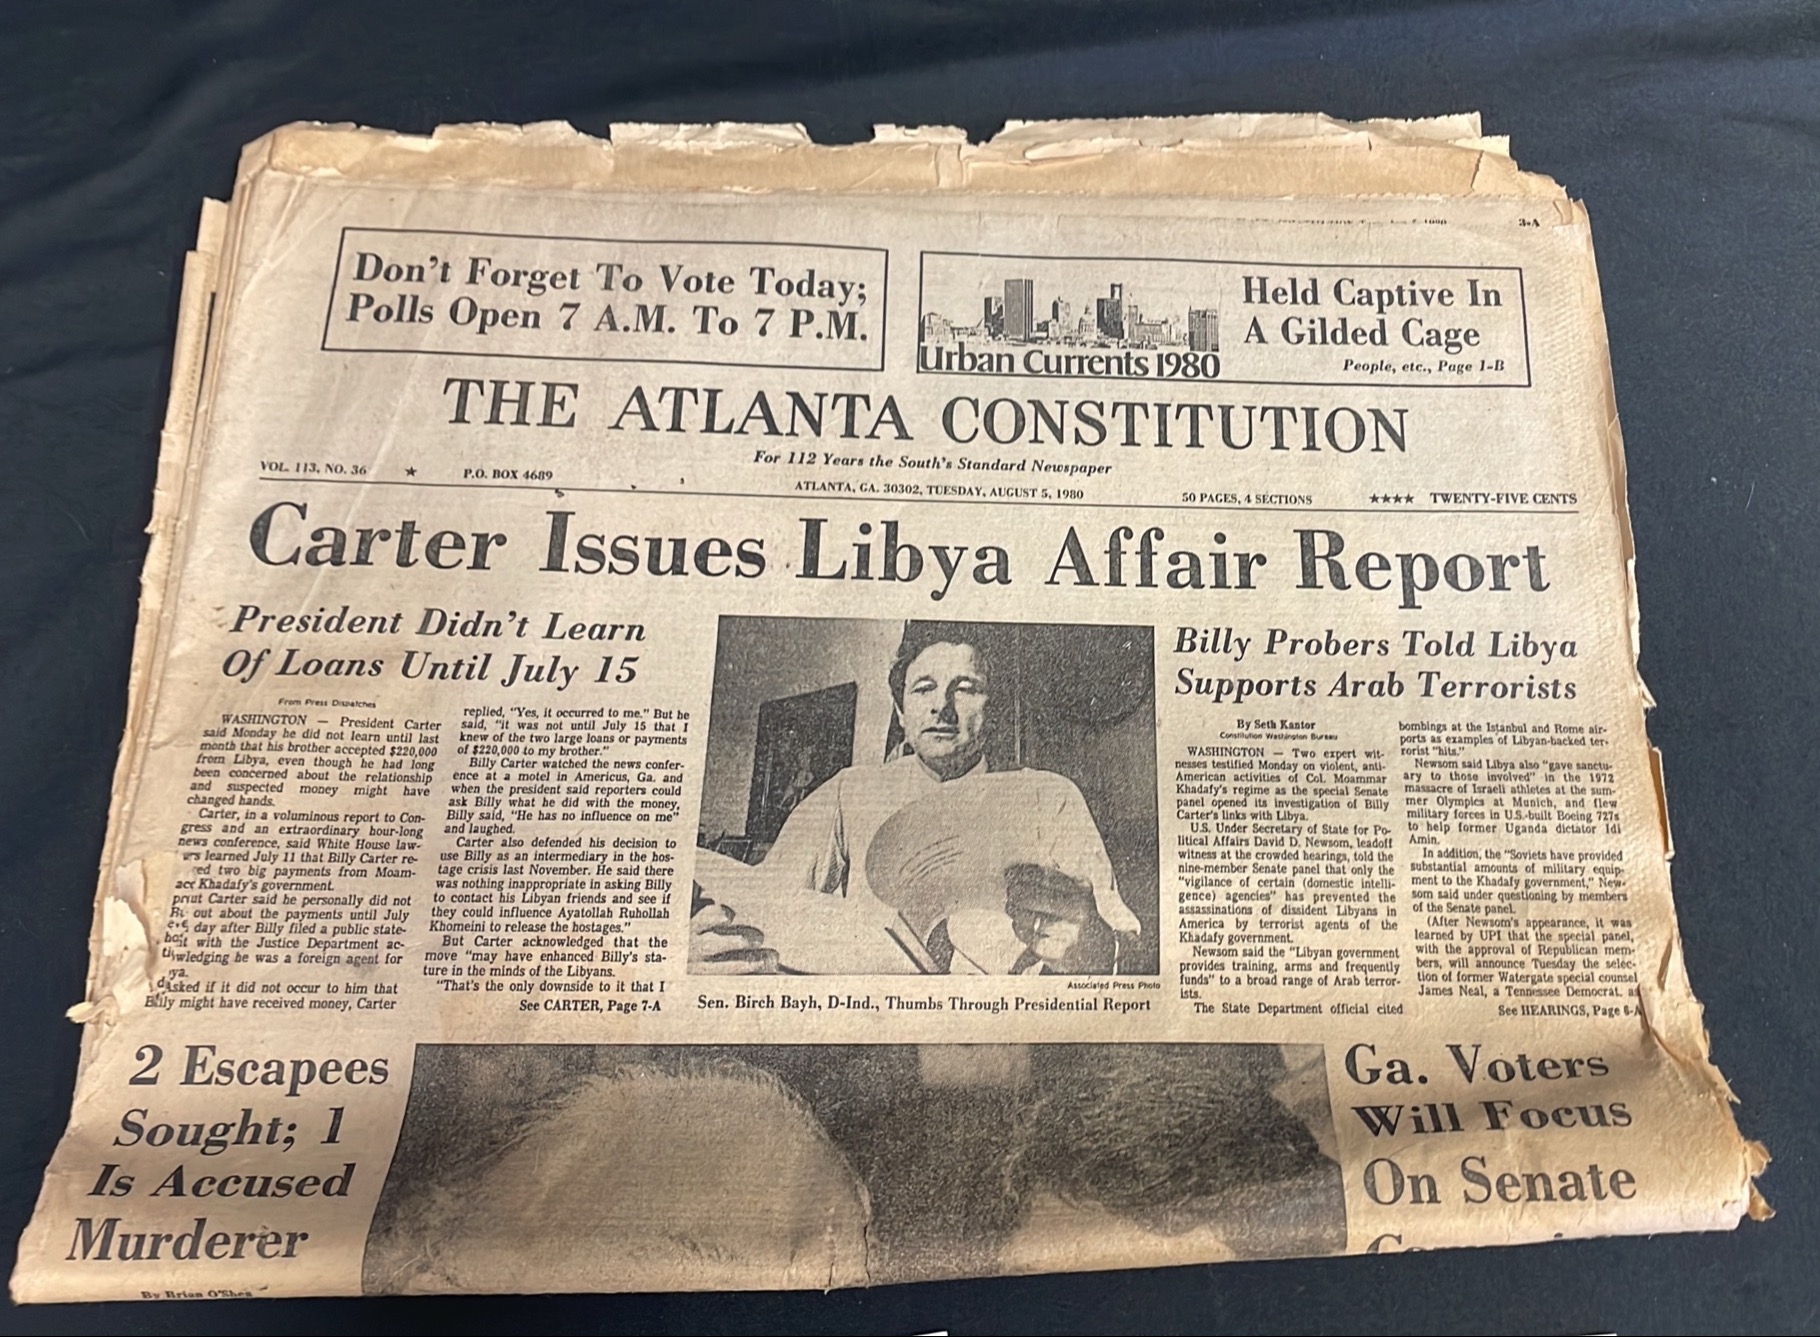 3-A
Don't Forget To Vote Today;
Polls Open 7 A.M. To 7 P.M.
Urban Currents 1980
Held Captive In
A Gilded Cage
People, etc., Page 1-B
THE ATLANTA CONSTITUTION
For 112 Years the South's Standard Newspaper
VOL. 113, NO. 36 ★ P.O. BOX 4689
ATLANTA, GA. 30302, TUESDAY, AUGUST 5, 1980
50 PAGES, 4 SECTIONS ★★★★ TWENTY-FIVE CENTS
Carter Issues Libya Affair Report
President Didn't Learn
Of Loans Until July 15
From Press Dispatches
WASHINGTON — President Carter
said Monday he did not learn until last
month that his brother accepted $220,000
from Libya, even though he had long
been concerned about the relationship
and suspected money might have
changed hands.
Carter, in a voluminous report to Con-
gress and an extraordinary hour-long
news conference, said White House law-
learned July 11 that Billy Carter re-
two big payments from Moam-
Khadafy's government.
Carter said he personally did not
out about the payments until July
day after Billy filed a public state-
with the Justice Department ac-
he was a foreign agent for
ya.
Asked if it did not occur to him that
Billy might have received money, Carter
replied, "Yes, it occurred to me." But he
said, "it was not until July 15 that I
knew of the two large loans or payments
of $220,000 to my brother."
Billy Carter watched the news confer-
ence at a motel in Americus, Ga. and
when the president said reporters could
ask Billy what he did with the money,
Billy said, "He has no influence on me"
and laughed.
Carter also defended his decision to
use Billy as an intermediary in the hos-
tage crisis last November. He said there
was nothing inappropriate in asking Billy
to contact his Libyan friends and see if
they could influence Ayatollah Ruhollah
Khomeini to release the hostages."
But Carter acknowledged that the
move "may have enhanced Billy's sta-
ture in the minds of the Libyans.
"That's the only downside to it that I
See CARTER, Page 7-A
Associated Press Photo
Sen. Birch Bayh, D-Ind., Thumbs Through Presidential Report
Billy Probers Told Libya
Supports Arab Terrorists
By Seth Kantor
Constitution Washington Bureau
WASHINGTON — Two expert wit-
nesses testified Monday on violent, anti-
American activities of Col. Moammar
Khadafy's regime as the special Senate
panel opened its investigation of Billy
Carter's links with Libya.
U.S. Under Secretary of State for Po-
litical Affairs David D. Newsom, leadoff
witness at the crowded hearings, told the
nine-member Senate panel that only the
"vigilance of certain (domestic intelli-
gence) agencies" has prevented the
assassinations of dissident Libyans in
America by terrorist agents of the
Khadafy government.
Newsom said the "Libyan government
provides training, arms and frequently
funds" to a broad range of Arab terror-
ists.
The State Department official cited
bombings at the Istanbul and Rome air-
ports as examples of Libyan-backed ter-
rorist "hits."
Newsom said Libya also "gave sanctu-
ary to those involved" in the 1972
massacre of Israeli athletes at the sum-
mer Olympics at Munich, and flew
military forces in U.S.-built Boeing 727s
to help former Uganda dictator Idi
Amin.
In addition, the "Soviets have provided
substantial amounts of military equip-
ment to the Khadafy government," New-
som said under questioning by members
of the Senate panel.
(After Newsom's appearance, it was
learned by UPI that the special panel,
with the approval of Republican mem-
bers, will announce Tuesday the selec-
tion of former Watergate special counsel
James Neal, a Tennessee Democrat, as
See HEARINGS, Page 6-A
2 Escapees
Sought; 1
Is Accused
Murderer
By Brian O'Shea
Ga. Voters
Will Focus
On Senate